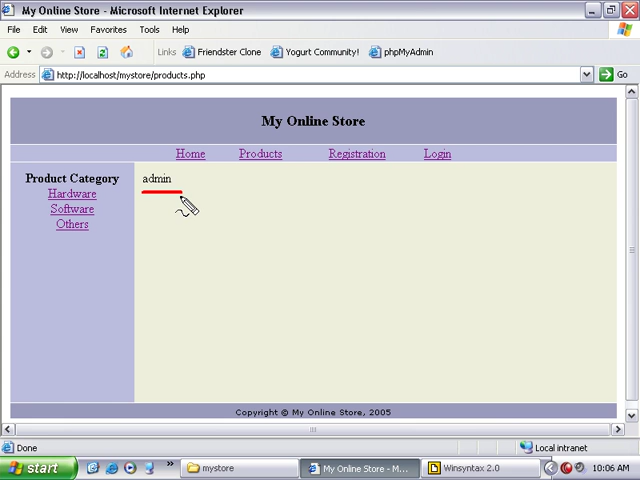 My Online Store - Microsoft Internet Explorer
File Edit View Favorites Tools Help
Links Friendster Clone Yogurt Community! phpMyAdmin
Address http://localhost/mystore/products.php Go
My Online Store
Home Products Registration Login
Product Category
Hardware
Software
Others
admin
Copyright © My Online Store, 2005
Done Local intranet
start » mystore My Online Store - M... Winsyntax 2.0 10:06 AM